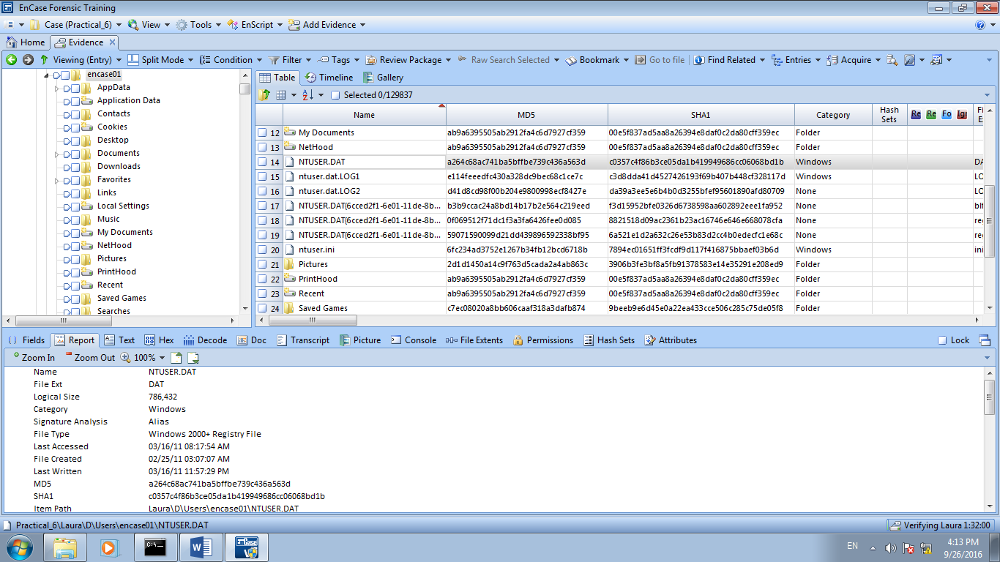 EnCase Forensic Training
Case (Practical_6) View Tools EnScript Add Evidence
Home Evidence
Viewing (Entry) Split Mode Condition Filter Tags Review Package Raw Search Selected Bookmark Go to file Find Related Entries Acquire
encase01
AppData
Application Data
Contacts
Cookies
Desktop
Documents
Downloads
Favorites
Links
Local Settings
Music
My Documents
NetHood
Pictures
PrintHood
Recent
Saved Games
Searches
Table Timeline Gallery
Selected 0/129837
Name MD5 SHA1 Category Hash Sets Re Re Fo Igr Fi E
12 My Documents ab9a6395505ab2912fa4c6d7927cf359 00e5f837ad5aa8a26394e8daf0c2da80cff359ec Folder
13 NetHood ab9a6395505ab2912fa4c6d7927cf359 00e5f837ad5aa8a26394e8daf0c2da80cff359ec Folder
14 NTUSER.DAT a264c68ac741ba5bffbe739c436a563d c0357c4f86b3ce05da1b419949686cc06068bd1b Windows DA
15 ntuser.dat.LOG1 e114feeedfc430a328dc9bec68c1ce7c c3d8dda41d4527426193f69b407b448cf328117d Windows LO
16 ntuser.dat.LOG2 d41d8cd98f00b204e9800998ecf8427e da39a3ee5e6b4b0d3255bfef95601890afd80709 None LO
17 NTUSER.DAT{6cced2f1-6e01-11de-8b... b3b9ccac24a8bd14b17b2e564c219eed f3d15952bfe0326d6738598aa602892eee1fa952 None blf
18 NTUSER.DAT{6cced2f1-6e01-11de-8b... 0f069512f71dc1f3a3fa6426fee0d085 8821518d09ac2361b23ac16746e646e668078cfa None reg
19 NTUSER.DAT{6cced2f1-6e01-11de-8b... 59071590099d21dd439896592338bf95 6a521e1d2a632c26e53b83d2cc4b0edecfc1e68c None reg
20 ntuser.ini 6fc234ad3752e1267b34fb12bcd6718b 7894ec01651ff3fcdf9d117f416875bbaef03b6d Windows ini
21 Pictures 2d1d1450a14c9f763d5cada2a4ab863c 3906b3fe3bf8a5fb91378583e14e35291e208ed9 Folder
22 PrintHood ab9a6395505ab2912fa4c6d7927cf359 00e5f837ad5aa8a26394e8daf0c2da80cff359ec Folder
23 Recent ab9a6395505ab2912fa4c6d7927cf359 00e5f837ad5aa8a26394e8daf0c2da80cff359ec Folder
24 Saved Games c7ec08020a8bb606caaf318a3dafb874 9beeb9e6d45e0a22ea433cce506c285c75de05f8 Folder
Fields Report Text Hex Decode Doc Transcript Picture Console File Extents Permissions Hash Sets Attributes Lock
Zoom In Zoom Out 100%
Name NTUSER.DAT
File Ext DAT
Logical Size 786,432
Category Windows
Signature Analysis Alias
File Type Windows 2000+ Registry File
Last Accessed 03/16/11 08:17:54 AM
File Created 02/25/11 03:07:07 AM
Last Written 03/16/11 11:57:29 PM
MD5 a264c68ac741ba5bffbe739c436a563d
SHA1 c0357c4f86b3ce05da1b419949686cc06068bd1b
Item Path Laura\D\Users\encase01\NTUSER.DAT
Practical_6\Laura\D\Users\encase01\NTUSER.DAT Verifying Laura 1:32:00
EN 4:13 PM
9/26/2016